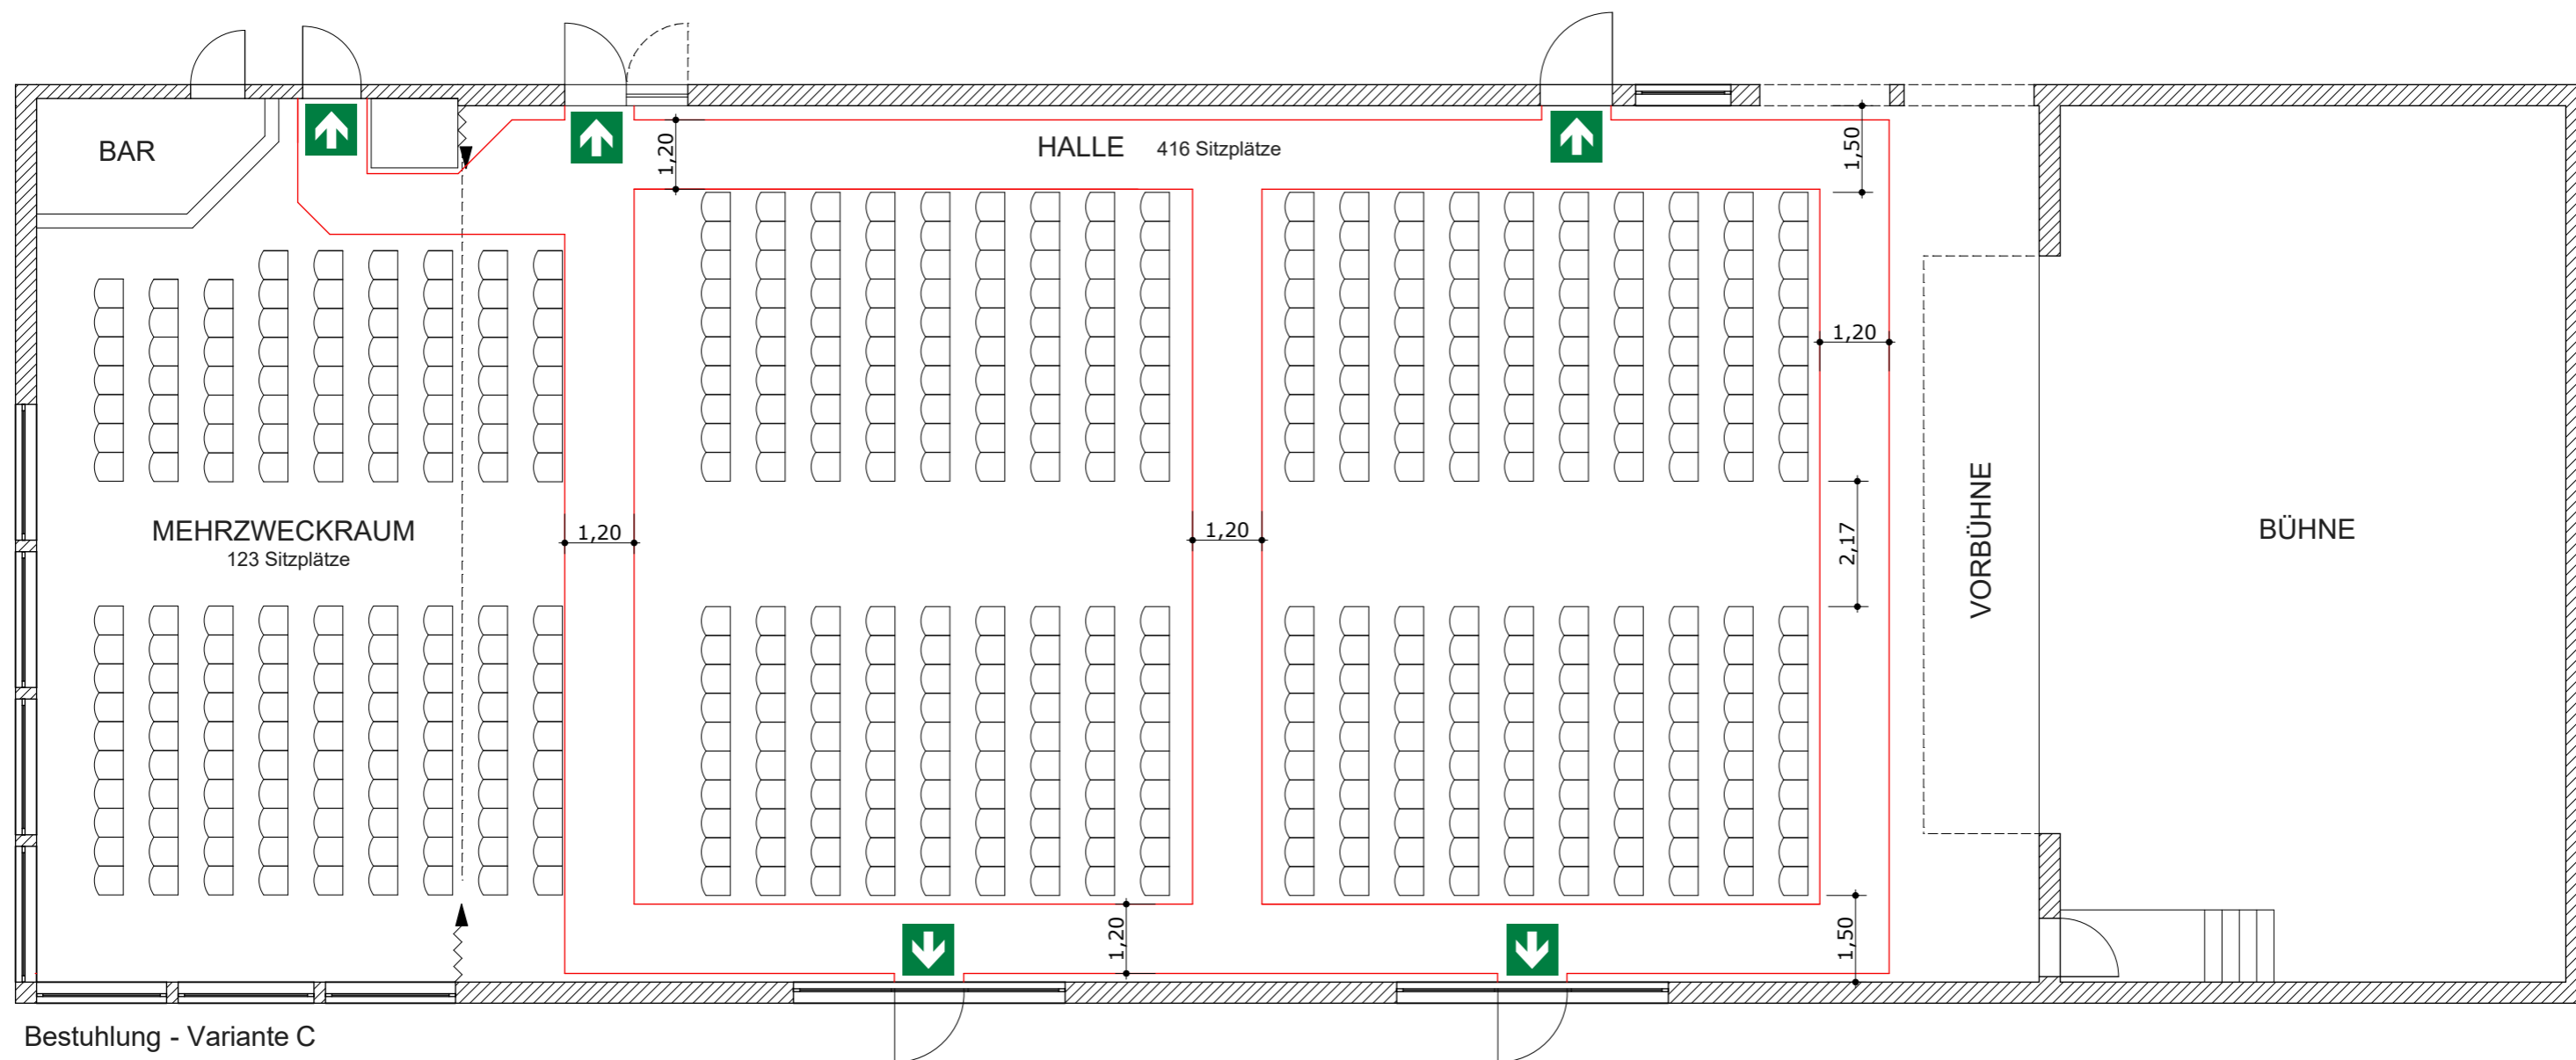 BAR
HALLE 416 Sitzplätze
1,20
1,50
1,20
MEHRZWECKRAUM
123 Sitzplätze
1,20
1,20
2,17
VORBÜHNE
BÜHNE
1,20
1,50
Bestuhlung - Variante C